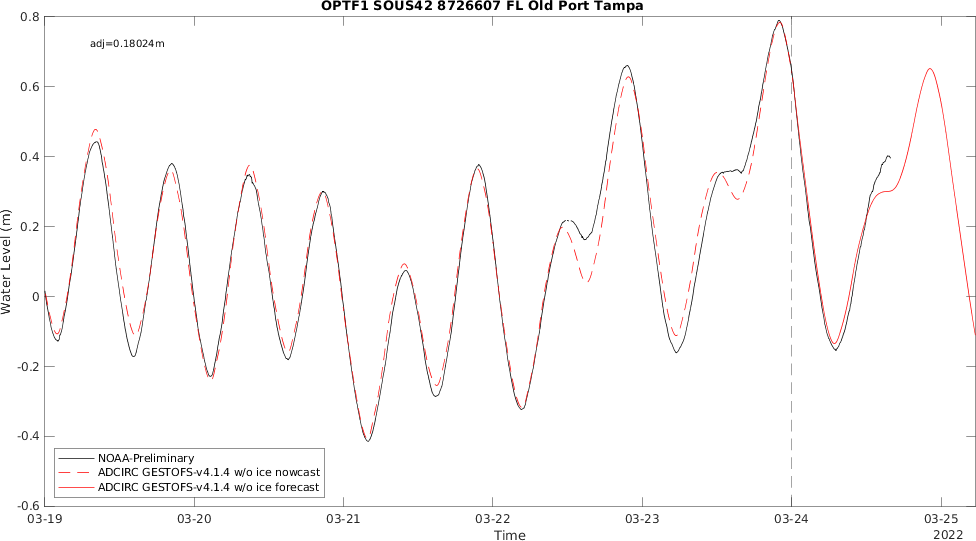 OPTF1 SOUS42 8726607 FL Old Port Tampa
adj=0.18024m
0.8
0.6
0.4
0.2
0
-0.2
-0.4
-0.6
Water Level (m)
NOAA-Preliminary
ADCIRC GESTOFS-v4.1.4 w/o ice nowcast
ADCIRC GESTOFS-v4.1.4 w/o ice forecast
03-19 03-20 03-21 03-22 03-23 03-24 03-25
Time
2022